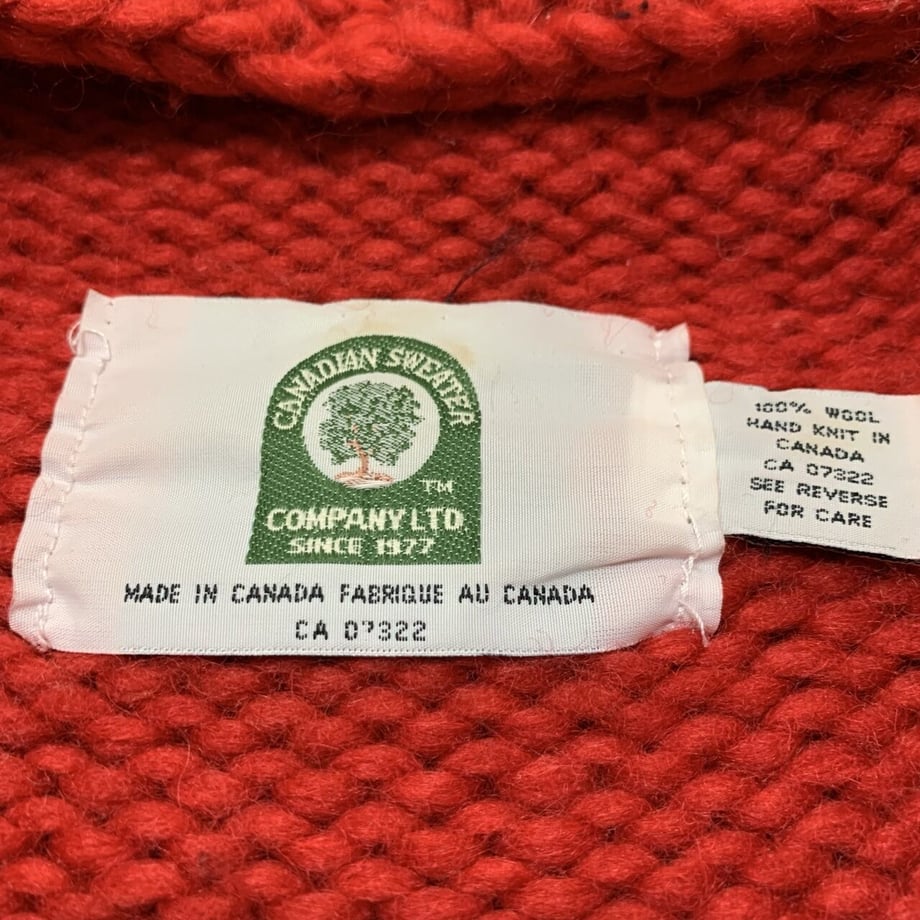 CANADIAN SWEATER
TM
COMPANY LTD.
SINCE 1977
MADE IN CANADA FABRIQUE AU CANADA
CA 07322
100% WOOL
HAND KNIT IN
CANADA
CA 07322
SEE REVERSE
FOR CARE